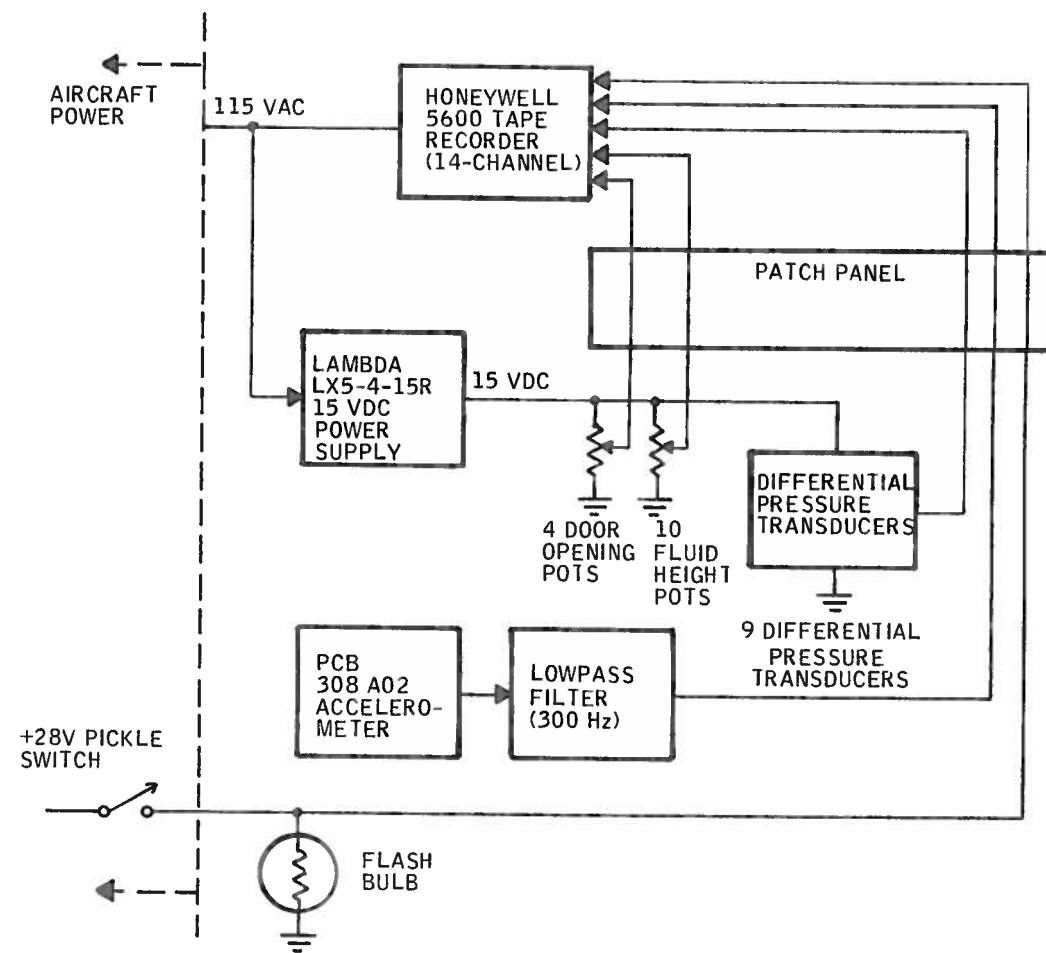 AIRCRAFT
POWER
115 VAC
HONEYWELL
5600 TAPE
RECORDER
(14-CHANNEL)
PATCH PANEL
LAMBDA
LX5-4-15R
15 VDC
POWER
SUPPLY
15 VDC
4 DOOR
OPENING
POTS
10
FLUID
HEIGHT
POTS
DIFFERENTIAL
PRESSURE
TRANSDUCERS
9 DIFFERENTIAL
PRESSURE
TRANSDUCERS
PCB
308 A02
ACCELERO-
METER
LOWPASS
FILTER
(300 Hz)
+28V PICKLE
SWITCH
FLASH
BULB